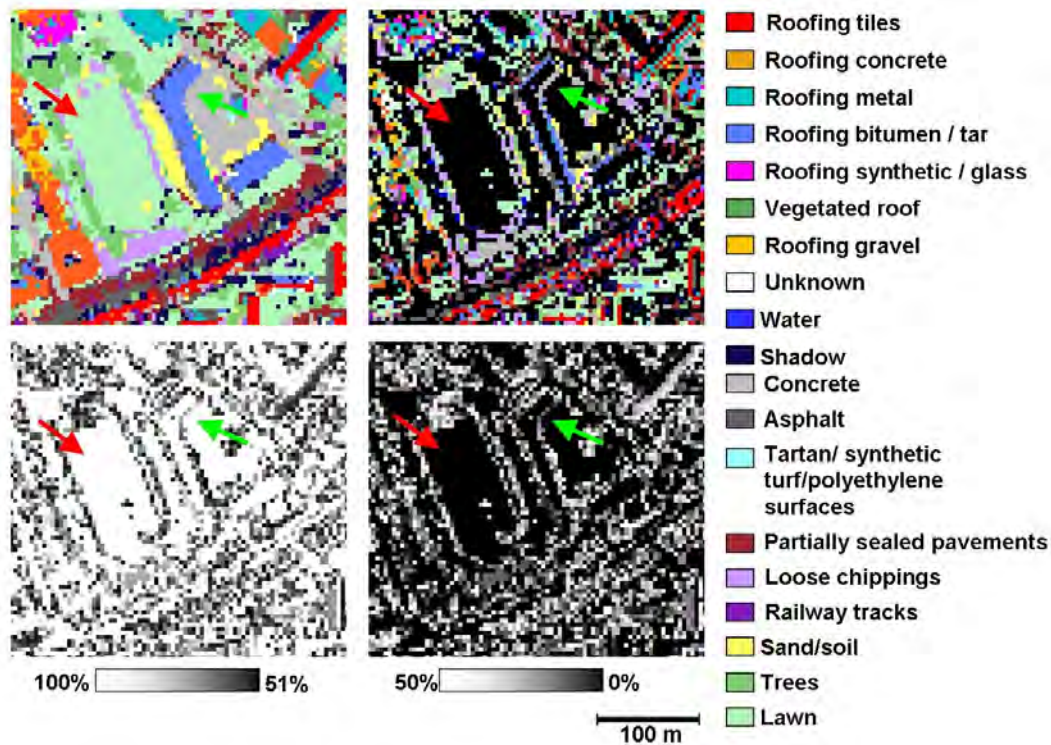 Roofing tiles
Roofing concrete
Roofing metal
Roofing bitumen / tar
Roofing synthetic / glass
Vegetated roof
Roofing gravel
Unknown
Water
Shadow
Concrete
Asphalt
Tartan/ synthetic
turf/polyethylene
surfaces
Partially sealed pavements
Loose chippings
Railway tracks
Sand/soil
Trees
Lawn
100% 51% 50% 0%
100 m